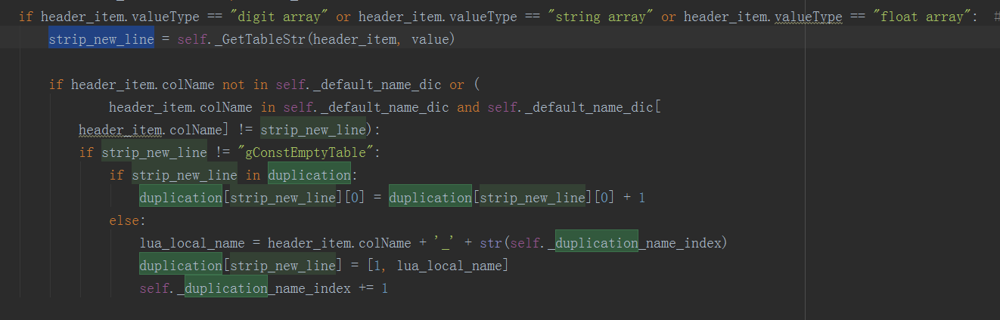 if header_item.valueType == "digit array" or header_item.valueType == "string array" or header_item.valueType == "float array":  #
strip_new_line = self._GetTableStr(header_item, value)
if header_item.colName not in self._default_name_dic or (
header_item.colName in self._default_name_dic and self._default_name_dic[
header_item.colName] != strip_new_line):
if strip_new_line != "gConstEmptyTable":
if strip_new_line in duplication:
duplication[strip_new_line][0] = duplication[strip_new_line][0] + 1
else:
lua_local_name = header_item.colName + '_' + str(self._duplication_name_index)
duplication[strip_new_line] = [1, lua_local_name]
self._duplication_name_index += 1